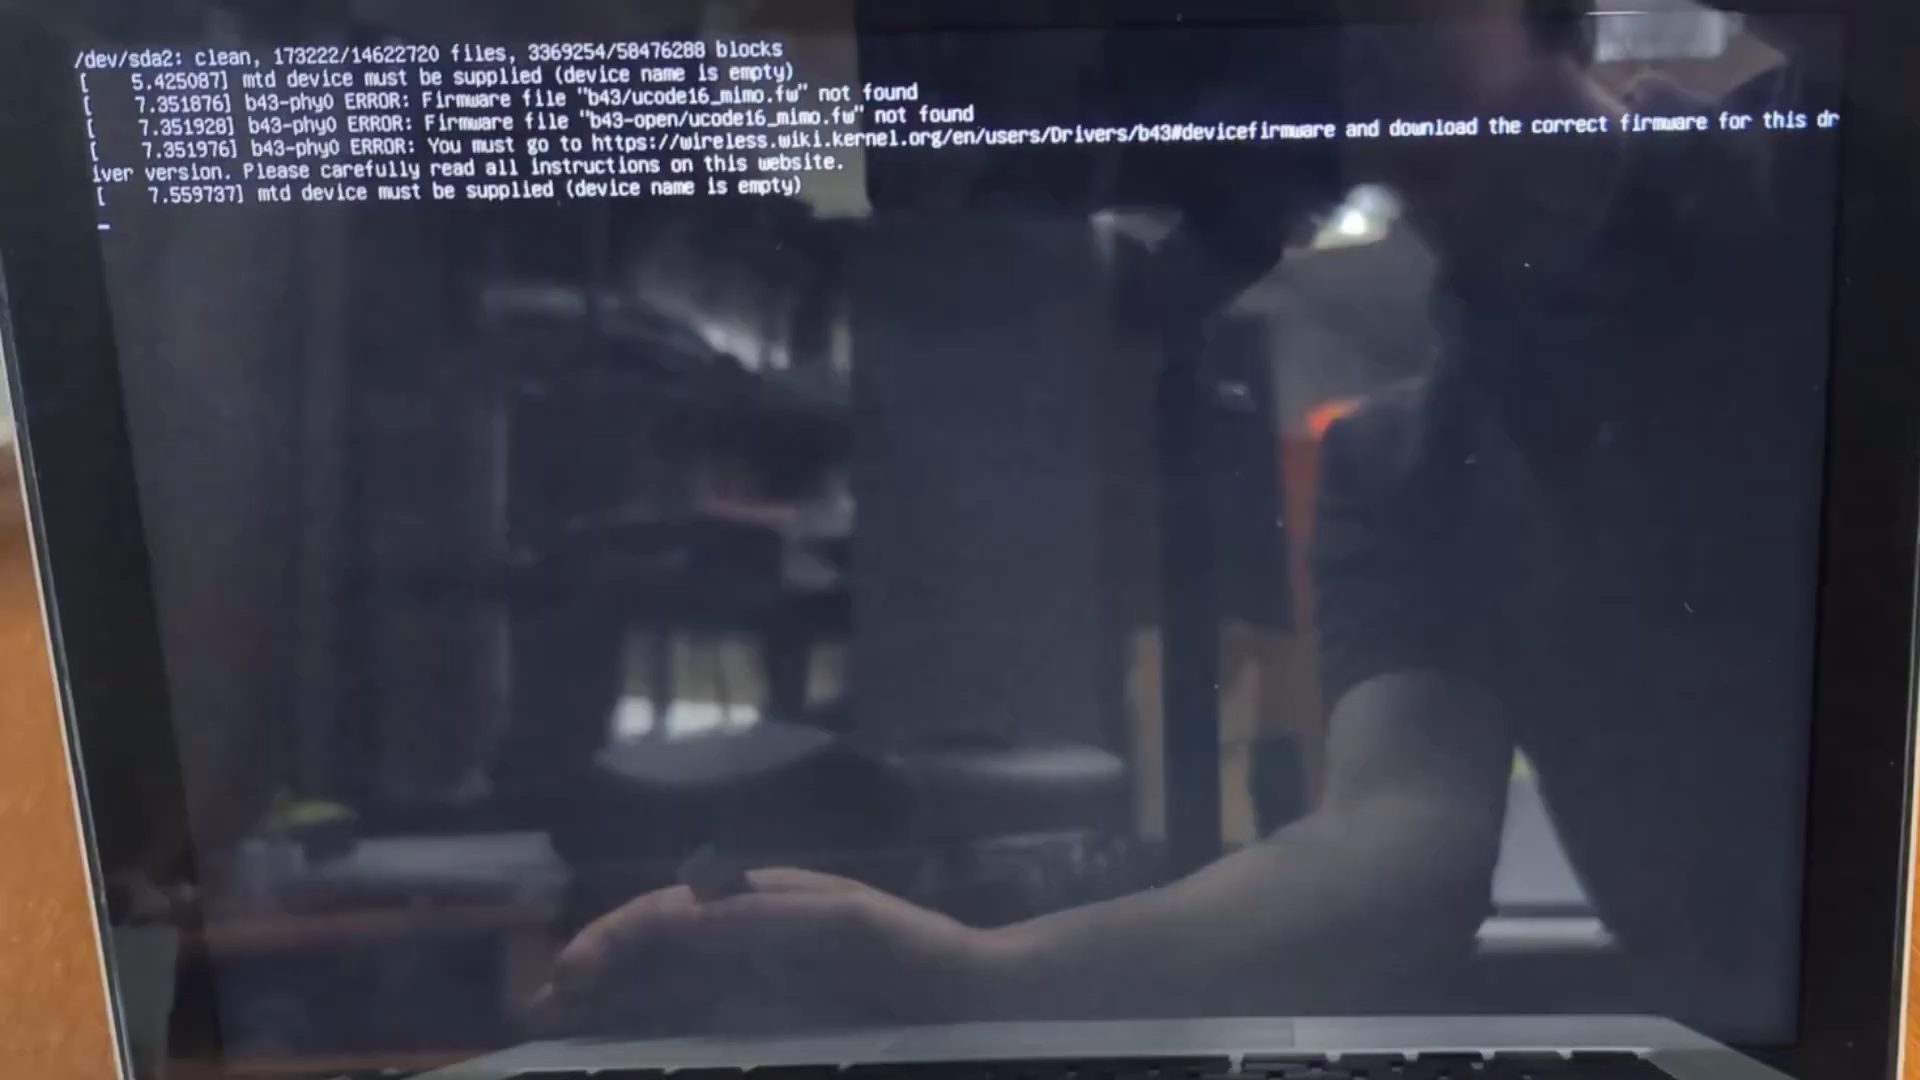 /dev/sda2: clean, 173222/14622720 files, 3369254/58476288 blocks
[    5.425087] mtd device must be supplied (device name is empty)
[    7.351876] b43-phy0 ERROR: Firmware file "b43/ucode16_mimo.fw" not found
[    7.351928] b43-phy0 ERROR: Firmware file "b43-open/ucode16_mimo.fw" not found
[    7.351976] b43-phy0 ERROR: You must go to https://wireless.wiki.kernel.org/en/users/Drivers/b43#devicefirmware and download the correct firmware for this dr
iver version. Please carefully read all instructions on this website.
[    7.559737] mtd device must be supplied (device name is empty)